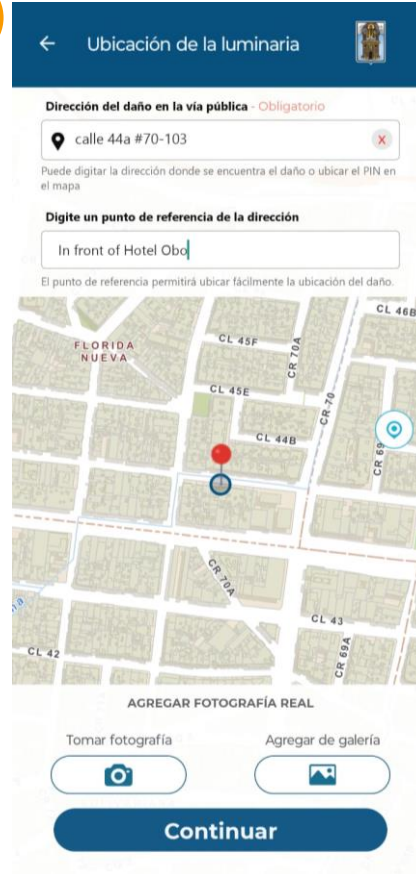 Ubicación de la luminaria
Dirección del daño en la vía pública - Obligatorio
calle 44a #70-103
X
Puede digitar la dirección donde se encuentra el daño o ubicar el PIN en
el mapa
Digite un punto de referencia de la dirección
In front of Hotel Obo
El punto de referencia permitirá ubicar fácilmente la ubicación del daño.
CL 46B
FLORIDA
NUEVA
CL 45F
CR 70A
CL 45E
CR-70
CL 44B
CR 69
CR 70A
CL 43
CL 42
CR 69A
AGREGAR FOTOGRAFÍA REAL
Tomar fotografía
Agregar de galería
Continuar